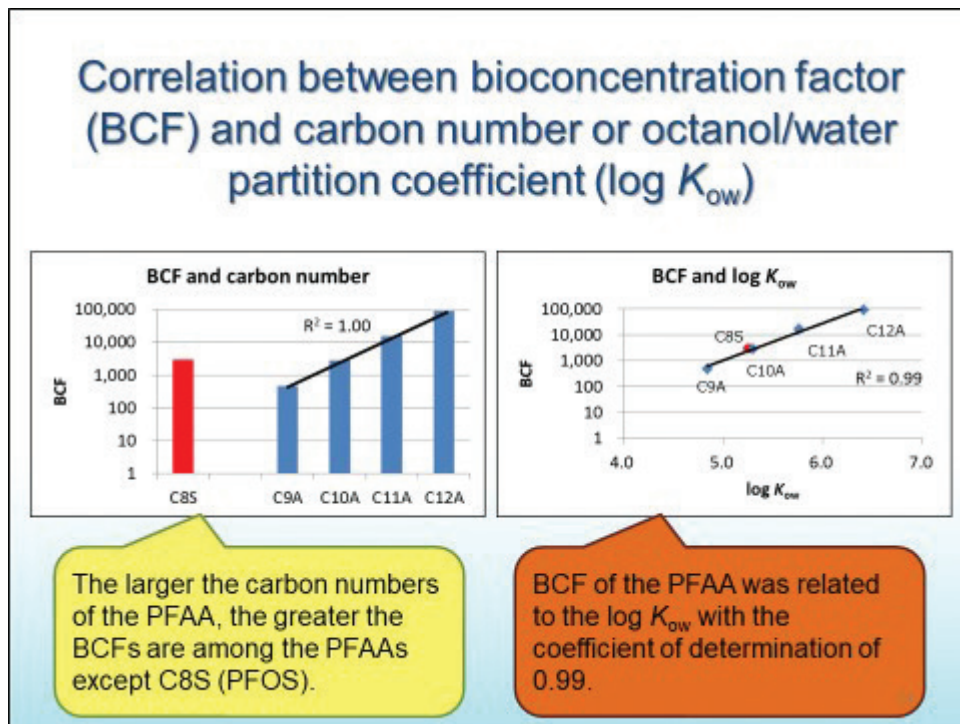 Correlation between bioconcentration factor
(BCF) and carbon number or octanol/water
partition coefficient (log Kow)
BCF and carbon number
100,000
10,000
1,000
100
10
1
BCF
R² = 1.00
C8S
C9A
C10A
C11A
C12A
BCF and log Kow
100,000
10,000
1,000
100
10
1
BCF
C8S
C12A
C11A
C10A
C9A
R² = 0.99
4.0
5.0
6.0
7.0
log Kow
The larger the carbon numbers
of the PFAA, the greater the
BCFs are among the PFAAs
except C8S (PFOS).
BCF of the PFAA was related
to the log Kow with the
coefficient of determination of
0.99.